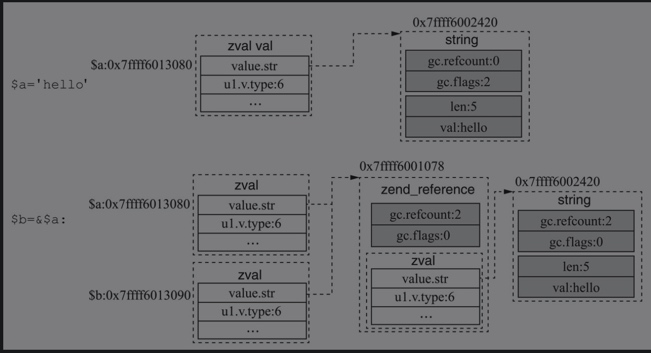 0x7ffff6002420
zval val
string
$a:0x7ffff6013080
value.str
gc.refcount:0
$a='hello'
u1.v.type:6
gc.flags:2
…
len:5
val:hello
0x7ffff6001078
zval
zend_reference
0x7ffff6002420
$a:0x7ffff6013080
value.str
string
u1.v.type:6
gc.refcount:2
gc.refcount:2
$b=&$a:
…
gc.flags:0
gc.flags:0
zval
zval
len:5
$b:0x7ffff6013090
value.str
value.str
val:hello
u1.v.type:6
u1.v.type:6
…
…